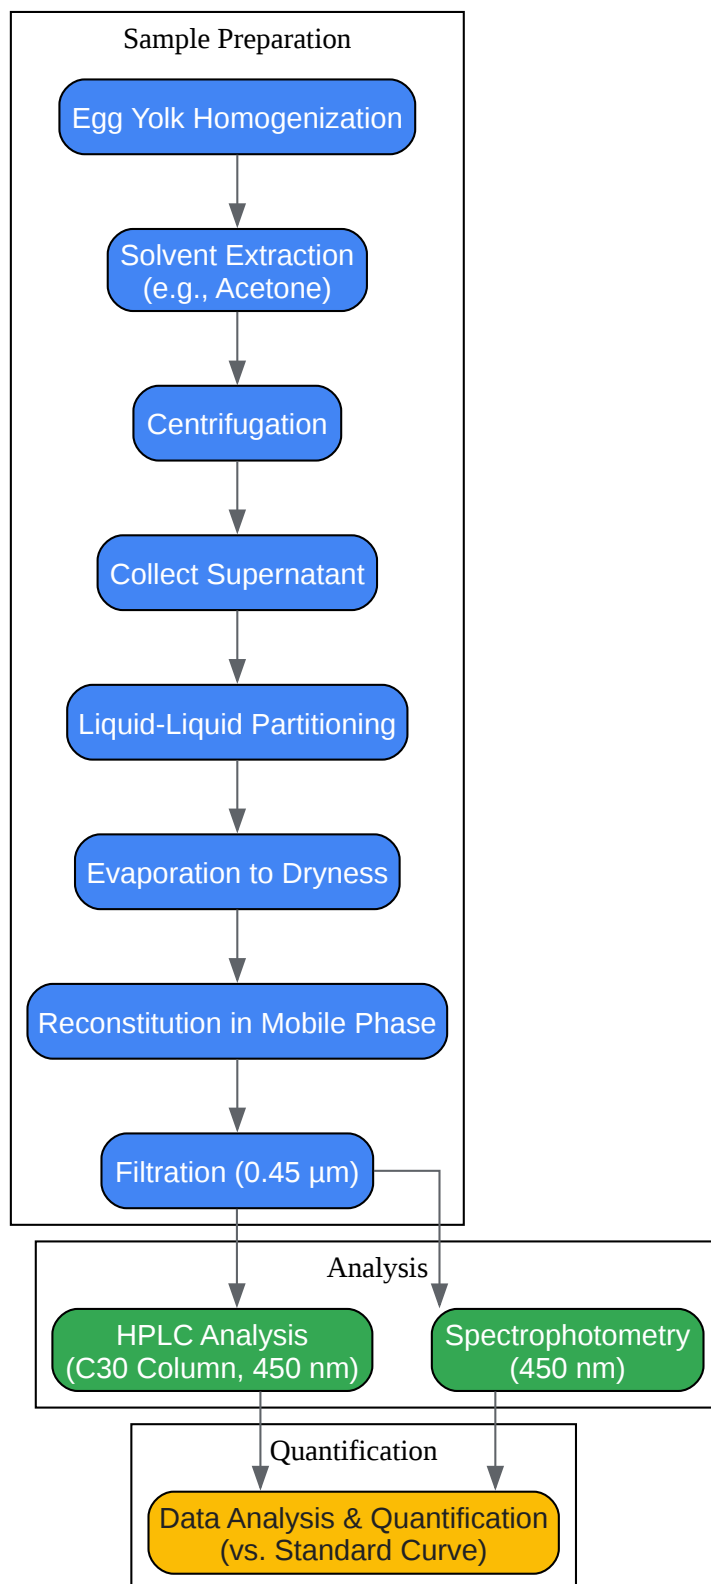 Sample Preparation
Egg Yolk Homogenization
Solvent Extraction
(e.g., Acetone)
Centrifugation
Collect Supernatant
Liquid-Liquid Partitioning
Evaporation to Dryness
Reconstitution in Mobile Phase
Filtration (0.45 µm)
Analysis
HPLC Analysis
(C30 Column, 450 nm)
Spectrophotometry
(450 nm)
Quantification
Data Analysis & Quantification
(vs. Standard Curve)